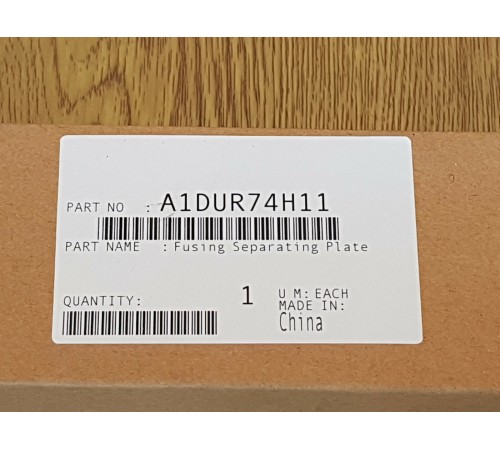 PART NO : A1DUR74H11
PART NAME : Fusing Separating Plate
QUANTITY: 1 U M: EACH
MADE IN:
China